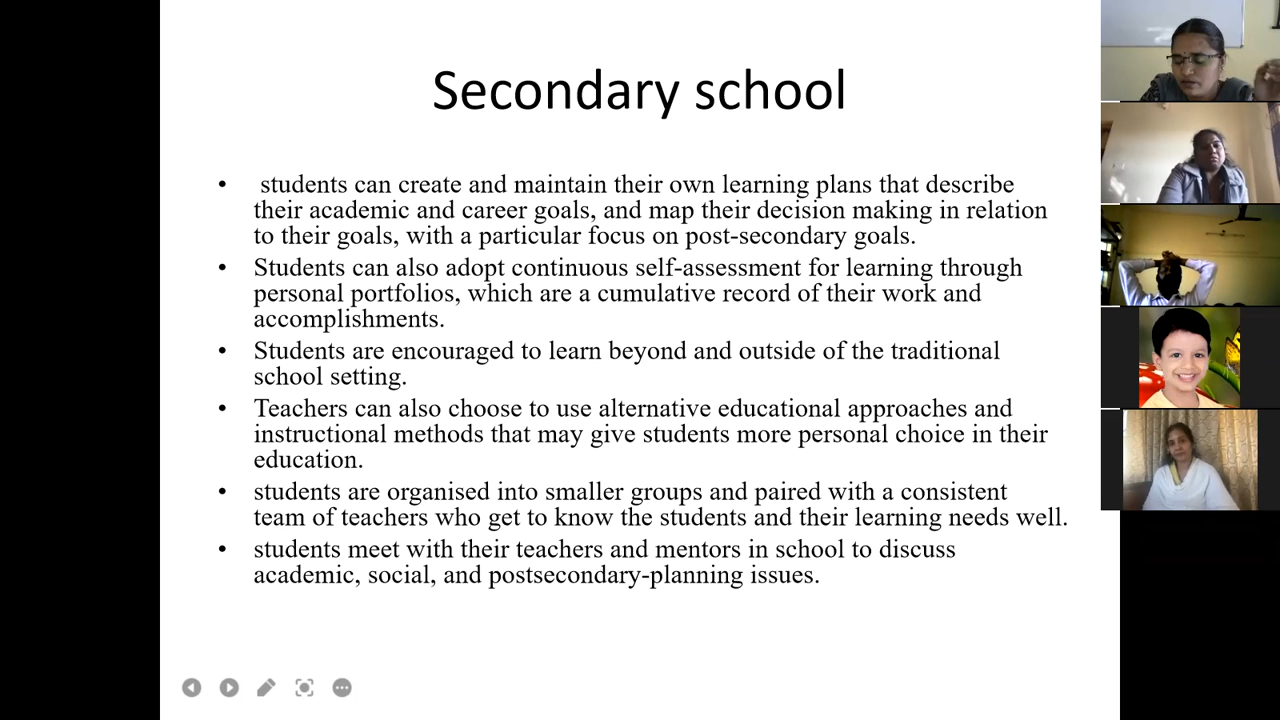 Secondary school
• students can create and maintain their own learning plans that describe
their academic and career goals, and map their decision making in relation
to their goals, with a particular focus on post-secondary goals.
• Students can also adopt continuous self-assessment for learning through
personal portfolios, which are a cumulative record of their work and
accomplishments.
• Students are encouraged to learn beyond and outside of the traditional
school setting.
• Teachers can also choose to use alternative educational approaches and
instructional methods that may give students more personal choice in their
education.
• students are organised into smaller groups and paired with a consistent
team of teachers who get to know the students and their learning needs well.
• students meet with their teachers and mentors in school to discuss
academic, social, and postsecondary-planning issues.